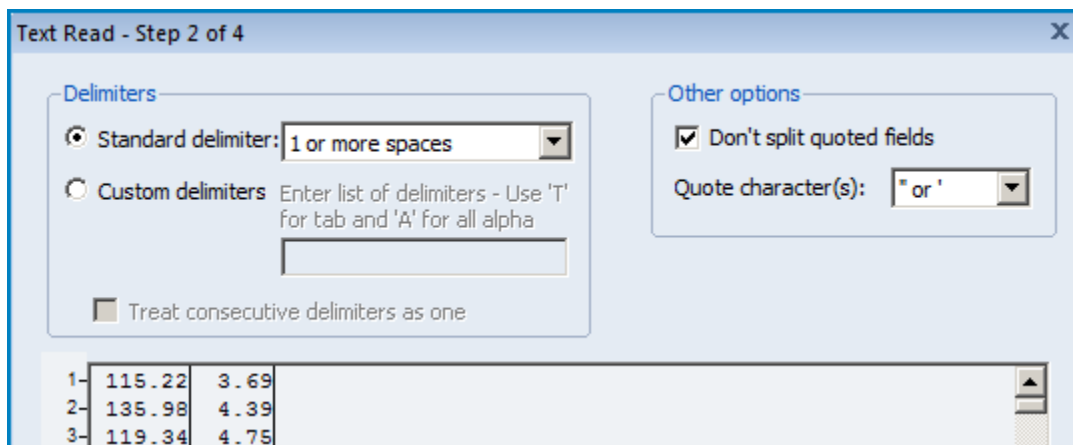 Text Read - Step 2 of 4
Delimiters
Standard delimiter: 1 or more spaces
Custom delimiters Enter list of delimiters - Use 'T'
for tab and 'A' for all alpha
Treat consecutive delimiters as one
Other options
Don't split quoted fields
Quote character(s): " or '
1- 115.22 3.69
2- 135.98 4.39
3- 119.34 4.75